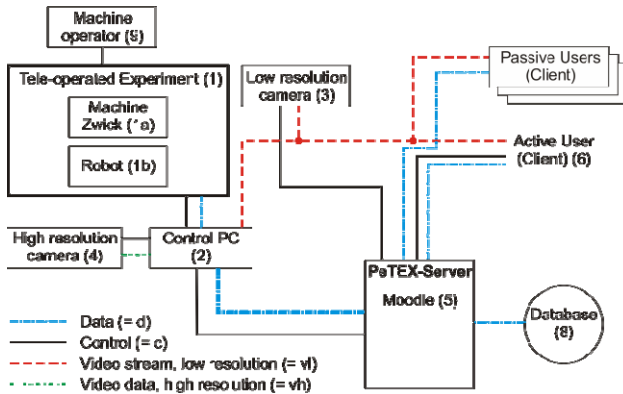 Machine
operator (9)
Tele-operated Experiment (1)
Machine
Zwick (1a)
Robot (1b)
Low resolution
camera (3)
Passive Users
(Client)
Active User
(Client) (6)
High resolution
camera (4)
Control PC
(2)
PeTEX-Server
Moodle (5)
Database
(8)
Data (= d)
Control (= c)
Video stream, low resolution (= vl)
Video data, high resolution (= vh)